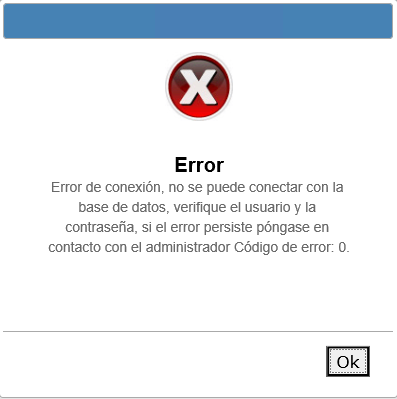 Error
Error de conexión, no se puede conectar con la
base de datos, verifique el usuario y la
contraseña, si el error persiste póngase en
contacto con el administrador Código de error: 0.
Ok